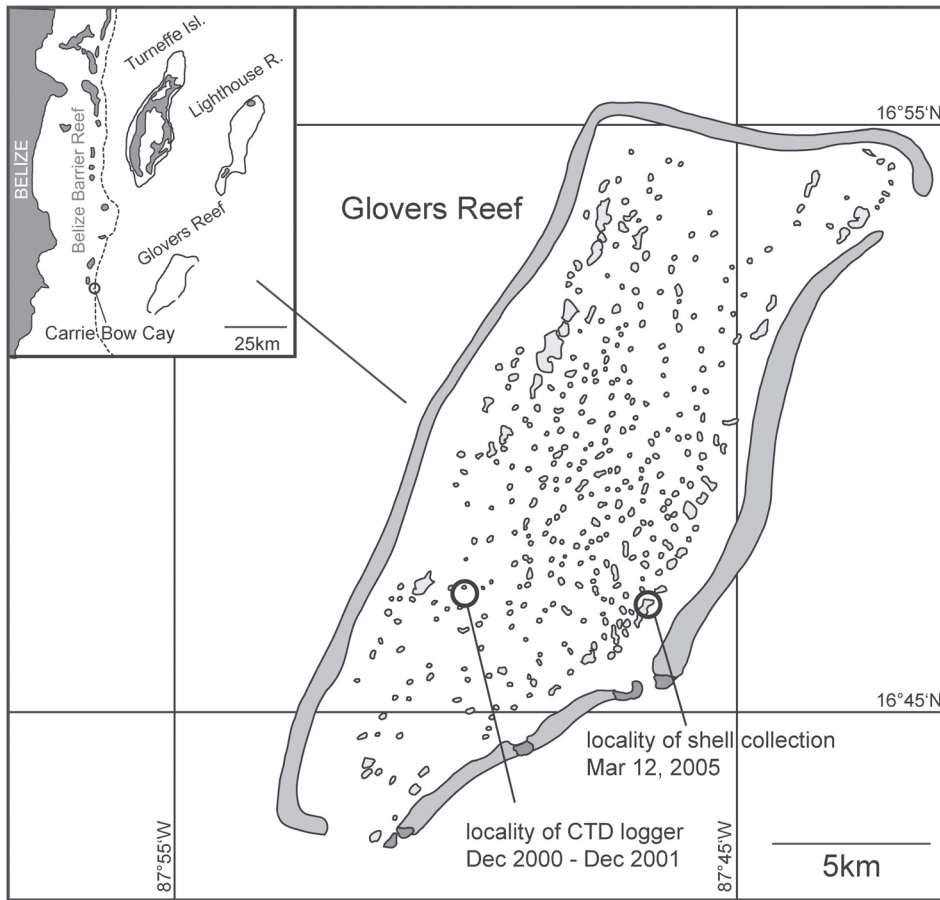 Turneffe Isl.
Lighthouse R.
BELIZE
Belize Barrier Reef
Glovers Reef
Carrie Bow Cay
25km
Glovers Reef
16°55‘N
16°45‘N
locality of shell collection
Mar 12, 2005
locality of CTD logger
Dec 2000 - Dec 2001
87°55‘W
87°45‘W
5km